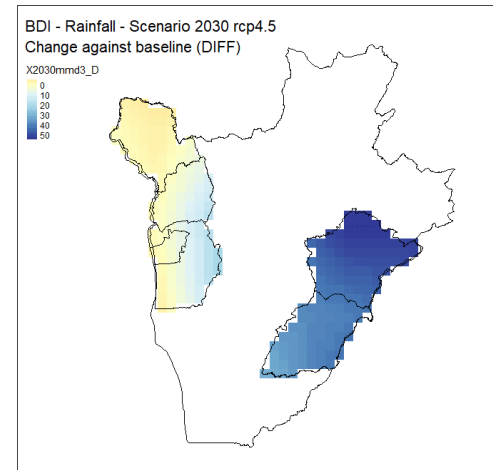 BDI - Rainfall - Scenario 2030 rcp4.5
Change against baseline (DIFF)
X2030mmd3_D
0
10
20
30
40
50